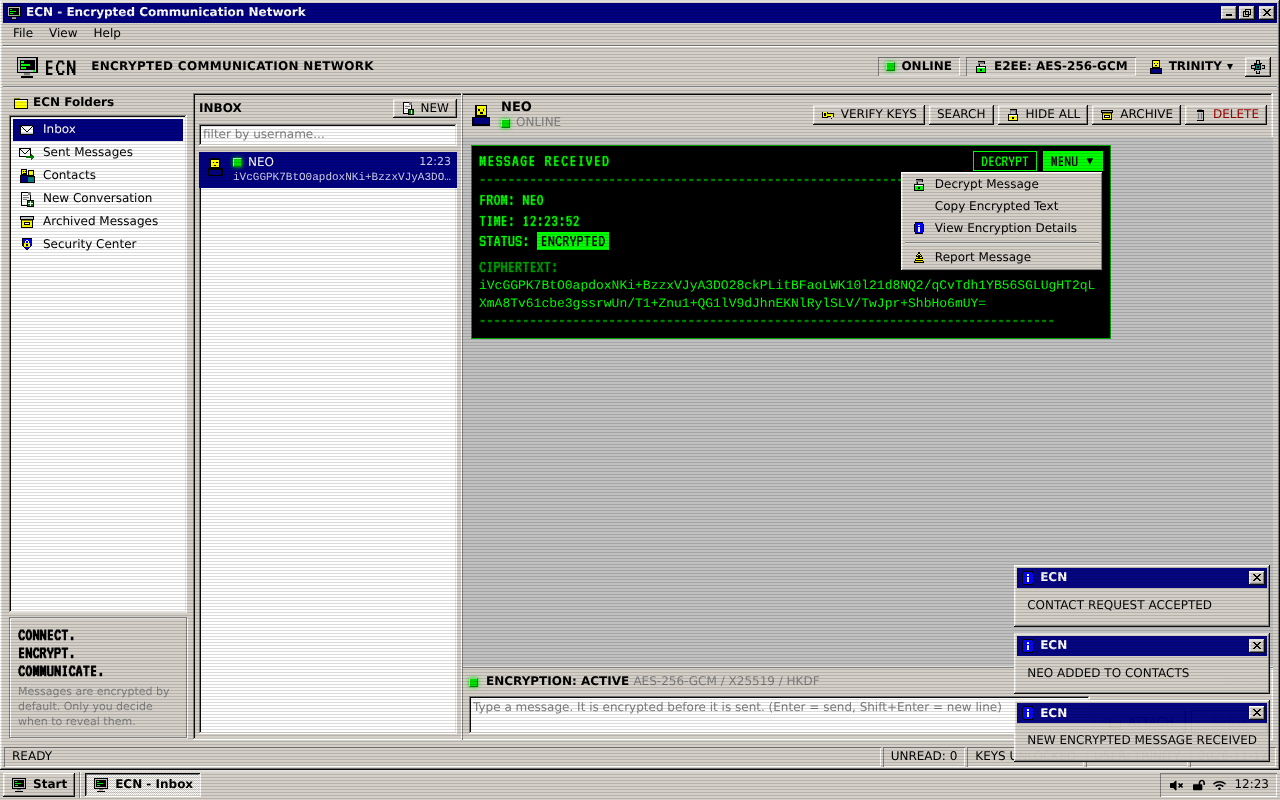 ECN - Encrypted Communication Network
File View Help
ECN ENCRYPTED COMMUNICATION NETWORK
ONLINE
E2EE: AES-256-GCM
TRINITY ▾
ECN Folders
Inbox
Sent Messages
Contacts
New Conversation
Archived Messages
Security Center
CONNECT.
ENCRYPT.
COMMUNICATE.
Messages are encrypted by
default. Only you decide
when to reveal them.
INBOX
NEW
filter by username...
NEO 12:23
iVcGGPK7BtO0apdoxNKi+BzzxVJyA3DO…
NEO
ONLINE
VERIFY KEYS
SEARCH
HIDE ALL
ARCHIVE
DELETE
MESSAGE RECEIVED
DECRYPT
MENU ▼
-------------------------------------------------------------------------------
FROM: NEO
TIME: 12:23:52
STATUS: ENCRYPTED
CIPHERTEXT:
iVcGGPK7BtO0apdoxNKi+BzzxVJyA3DO28ckPLitBFaoLWK10l21d8NQ2/qCvTdh1YB56SGLUgHT2qL
XmA8Tv61cbe3gssrwUn/T1+Znu1+QG1lV9dJhnEKNlRylSLV/TwJpr+ShbHo6mUY=
-------------------------------------------------------------------------------
Decrypt Message
Copy Encrypted Text
View Encryption Details
Report Message
ECN
CONTACT REQUEST ACCEPTED
ECN
NEO ADDED TO CONTACTS
ECN
NEW ENCRYPTED MESSAGE RECEIVED
ENCRYPTION: ACTIVE AES-256-GCM / X25519 / HKDF
Type a message. It is encrypted before it is sent. (Enter = send, Shift+Enter = new line)
READY
UNREAD: 0
KEYS
Start
ECN - Inbox
12:23